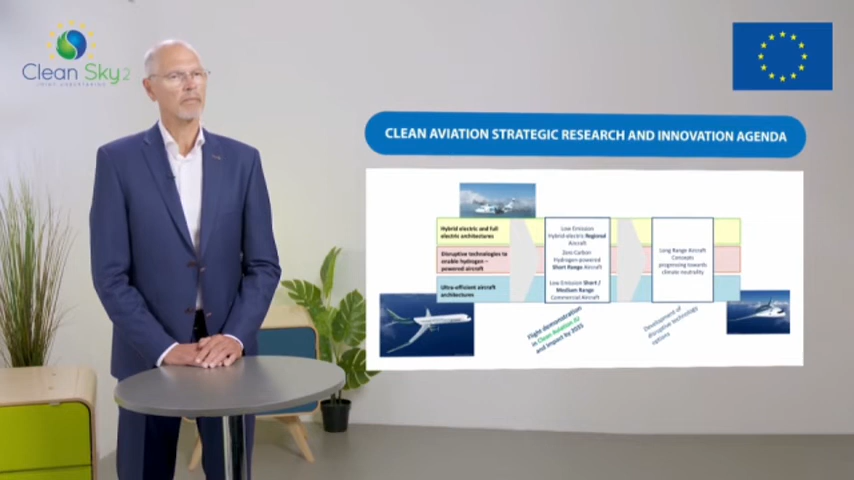 Clean Sky2
CLEAN AVIATION STRATEGIC RESEARCH AND INNOVATION AGENDA
Hybrid electric and full
electric architectures
Disruptive technologies to
enable hydrogen –
powered aircraft
Ultra-efficient aircraft
architectures
Low Emission
Hybrid-electric Regional
Aircraft
Zero Carbon
Hydrogen-powered
Short Range Aircraft
Low Emission Short /
Medium Range
Commercial Aircraft
Long Range Aircraft
Concepts
progressing towards
climate neutrality
Flight demonstration
in Clean Aviation JU
and impact by 2035
Development of
disruptive technology
options